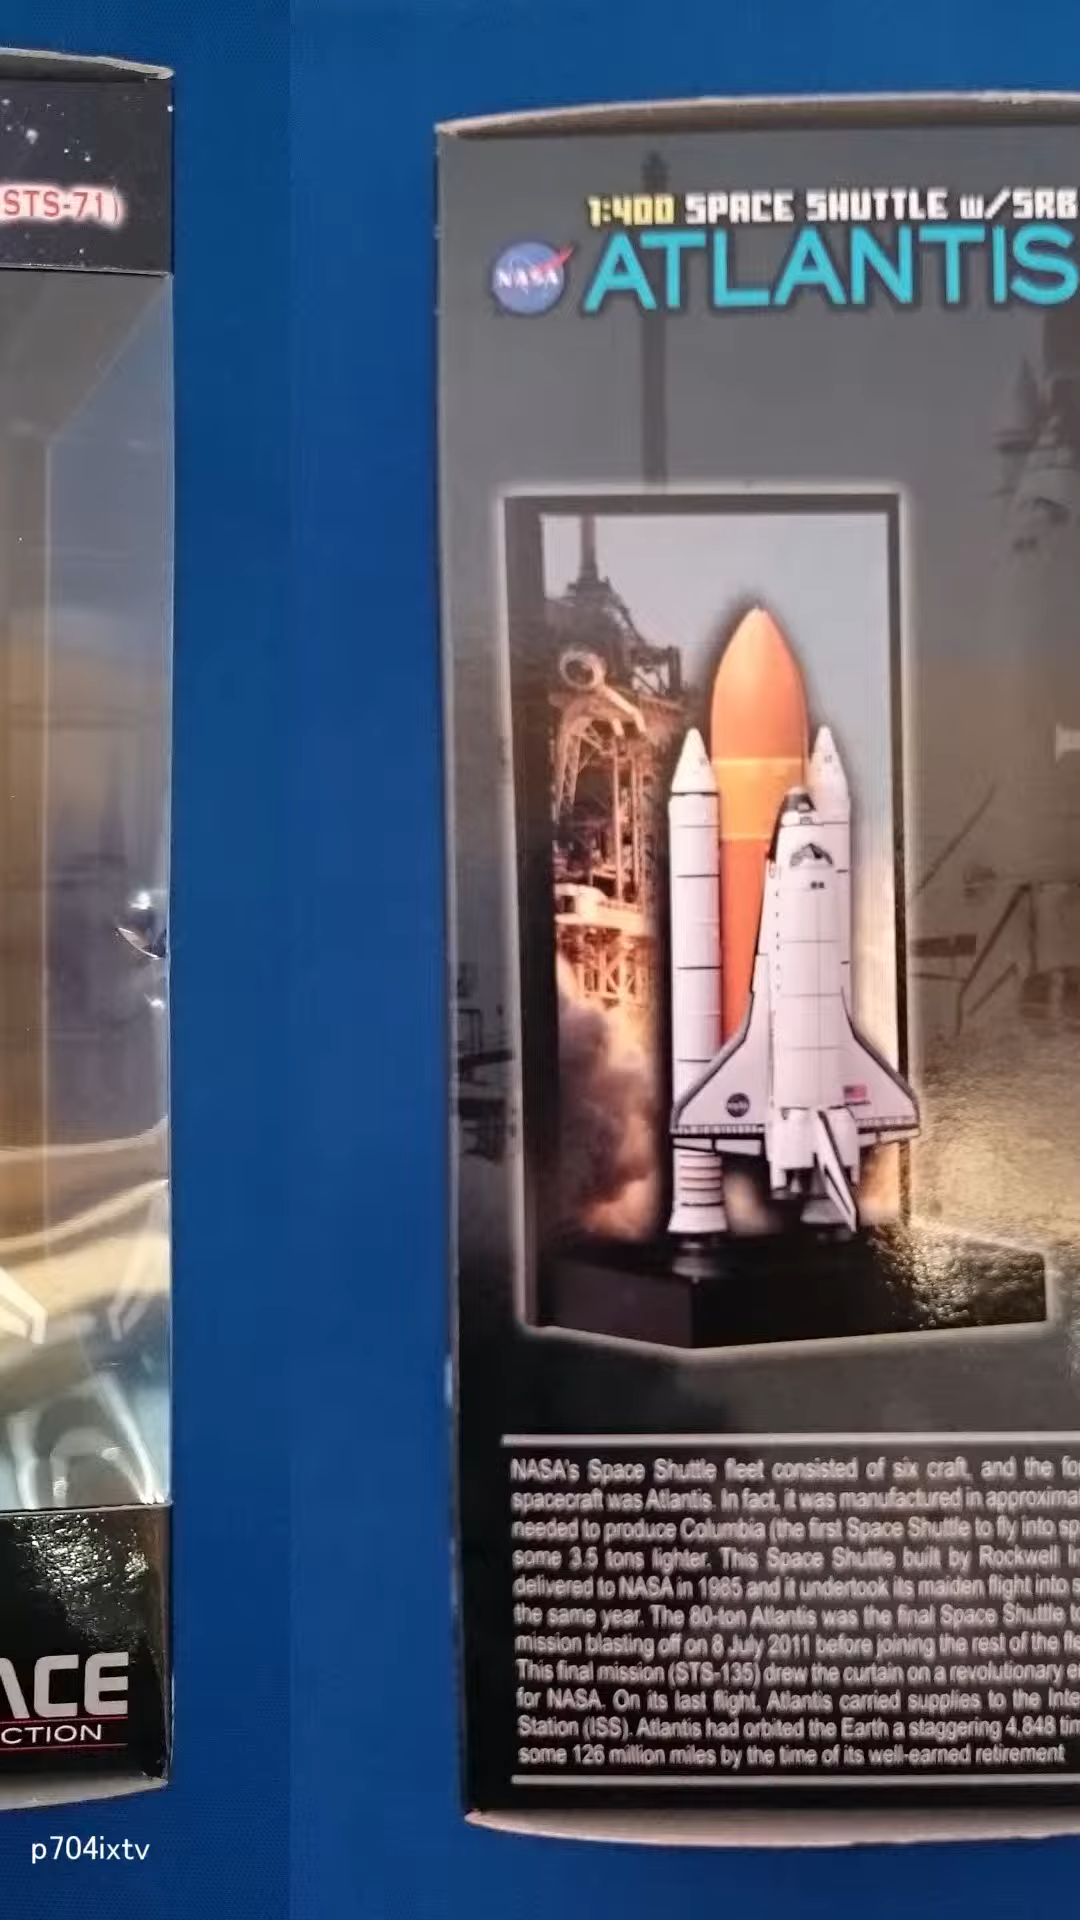 STS-71)
ACE
CTION
p704ixtv
1:400 SPACE SHUTTLE w/SRB
NASA
ATLANTIS
NASA's Space Shuttle fleet consisted of six craft, and the
spacecraft was Atlantis. In fact, it was manufactured in
needed to produce Columbia (the first Space Shuttle to fly into
some 3.5 tons lighter. This Space Shuttle built by Rockwell
delivered to NASA in 1985 and it undertook its maiden flight into
the same year. The 80-ton Atlantis was the final Space Shuttle
mission blasting off on 8 July 2011 before joining the rest of the
This final mission (STS-135) drew the curtain on a revolutionary
for NASA. On its last flight, Atlantis carried supplies to the
Station (ISS). Atlantis had orbited the Earth a staggering 4,848
some 126 million miles by the time of its well-earned retirement